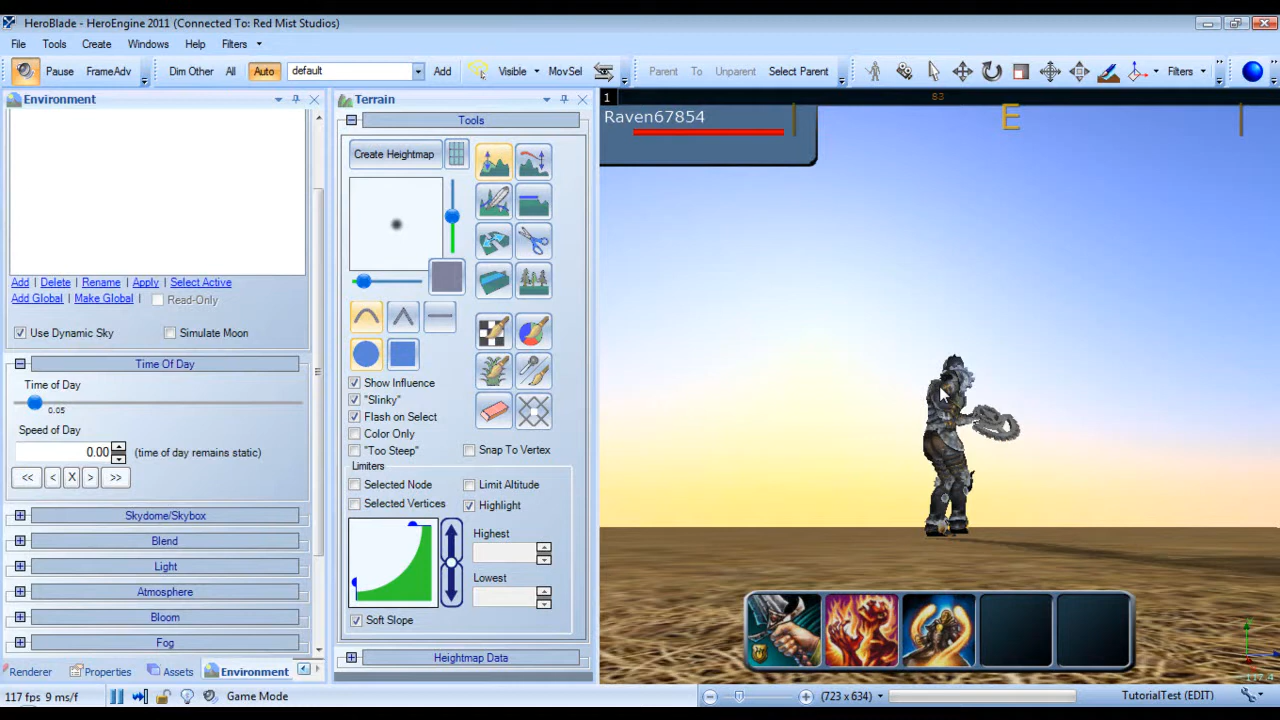 HeroBlade - HeroEngine 2011 (Connected To: Red Mist Studios)
File Tools Create Windows Help Filters
Pause FrameAdv Dim Other All Auto default Add Visible MovSel Parent To Unparent Select Parent Filters
Environment
Add | Delete | Rename | Apply | Select Active
Add Global | Make Global | Read-Only
Use Dynamic Sky Simulate Moon
Time Of Day
Time of Day
0.05
Speed of Day
0.00 (time of day remains static)
<< < X > >>
Skydome/Skybox
Blend
Light
Atmosphere
Bloom
Fog
Renderer Properties Assets Environment
Terrain
Tools
Create Heightmap
Show Influence
"Slinky"
Flash on Select
Color Only
"Too Steep" Snap To Vertex
Limiters
Selected Node Limit Altitude
Selected Vertices Highlight
Highest
Lowest
Soft Slope
Heightmap Data
1 83
E
Raven67854
117 fps 9 ms/f Game Mode (723 x 634) TutorialTest (EDIT)